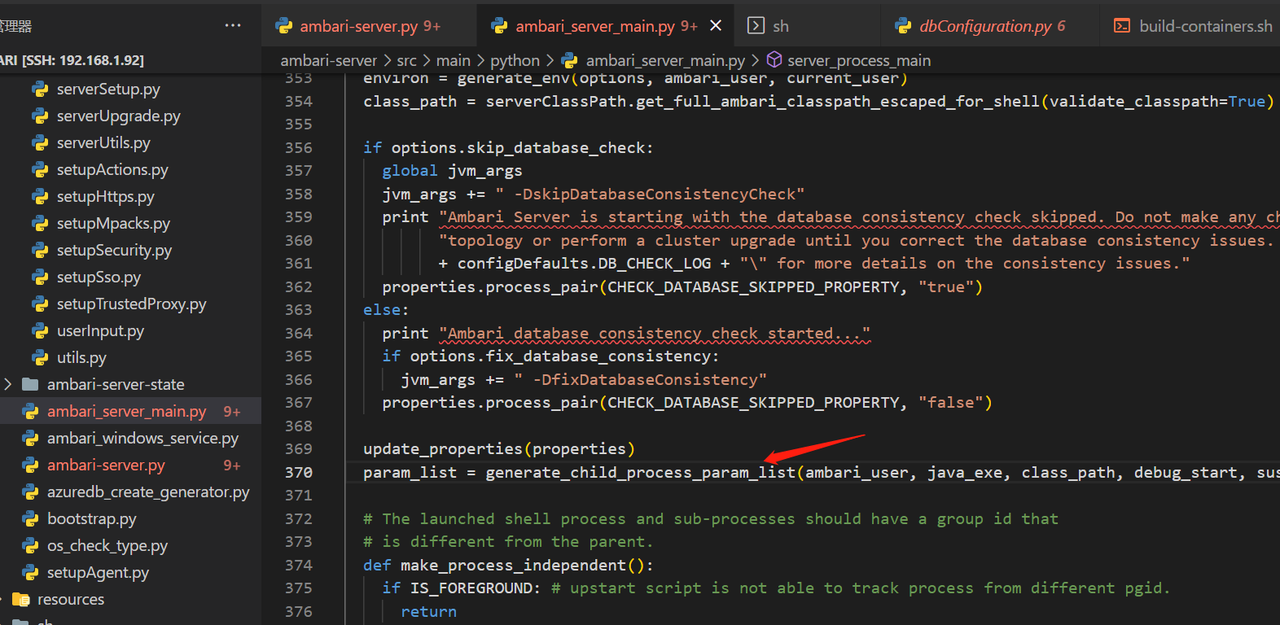 管理器
···
ambari-server.py 9+
ambari_server_main.py 9+
sh
dbConfiguration.py 6
build-containers.sh
ARI [SSH: 192.168.1.92]
ambari-server > src > main > python > ambari_server_main.py > server_process_main
serverSetup.py
serverUpgrade.py
serverUtils.py
setupActions.py
setupHttps.py
setupMpacks.py
setupSecurity.py
setupSso.py
setupTrustedProxy.py
userInput.py
utils.py
ambari-server-state
ambari_server_main.py 9+
ambari_windows_service.py
ambari-server.py 9+
azuredb_create_generator.py
bootstrap.py
os_check_type.py
setupAgent.py
resources
353 environ = generate_env(options, ambari_user, current_user)
354 class_path = serverClassPath.get_full_ambari_classpath_escaped_for_shell(validate_classpath=True)
355
356 if options.skip_database_check:
357 global jvm_args
358 jvm_args += " -DskipDatabaseConsistencyCheck"
359 print "Ambari Server is starting with the database consistency check skipped. Do not make any ch
360 "topology or perform a cluster upgrade until you correct the database consistency issues.
361 + configDefaults.DB_CHECK_LOG + "\" for more details on the consistency issues."
362 properties.process_pair(CHECK_DATABASE_SKIPPED_PROPERTY, "true")
363 else:
364 print "Ambari database consistency check started..."
365 if options.fix_database_consistency:
366 jvm_args += " -DfixDatabaseConsistency"
367 properties.process_pair(CHECK_DATABASE_SKIPPED_PROPERTY, "false")
368
369 update_properties(properties)
370 param_list = generate_child_process_param_list(ambari_user, java_exe, class_path, debug_start, sus
371
372 # The launched shell process and sub-processes should have a group id that
373 # is different from the parent.
374 def make_process_independent():
375 if IS_FOREGROUND: # upstart script is not able to track process from different pgid.
376 return